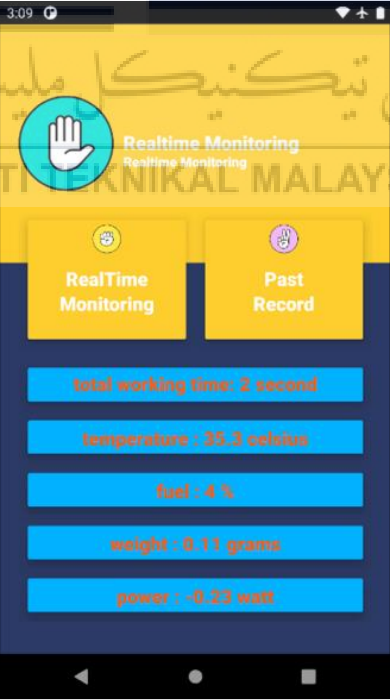 3:09
تيكنيكل مليس
Realtime Monitoring
Realtime Monitoring
TI TEKNIKAL MALAYS
RealTime
Monitoring
Past
Record
total working time: 2 second
temperature : 35.3 celsius
fuel : 4 %
weight : 0.11 grams
power : -0.23 watt